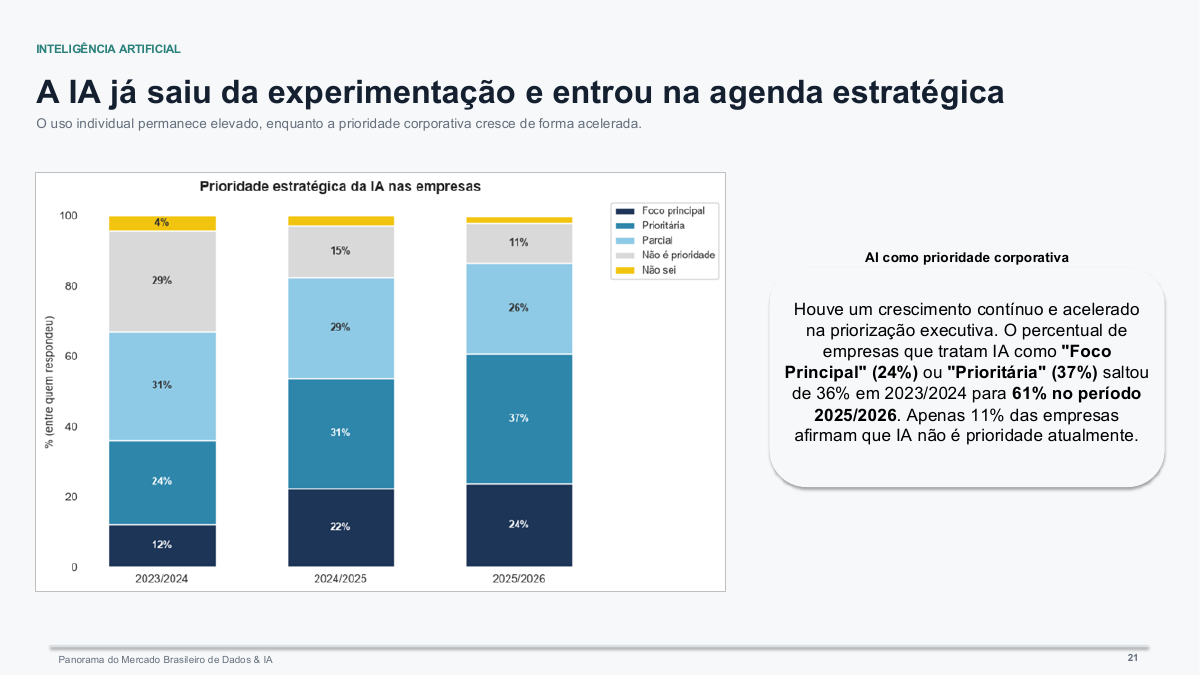 INTELIGÊNCIA ARTIFICIAL
A IA já saiu da experimentação e entrou na agenda estratégica
O uso individual permanece elevado, enquanto a prioridade corporativa cresce de forma acelerada.
Prioridade estratégica da IA nas empresas
% (entre quem respondeu)
100
80
60
40
20
0
4%
29%
31%
24%
12%
15%
29%
31%
22%
11%
26%
37%
24%
2023/2024
2024/2025
2025/2026
Foco principal
Prioritária
Parcial
Não é prioridade
Não sei
AI como prioridade corporativa
Houve um crescimento contínuo e acelerado
na priorização executiva. O percentual de
empresas que tratam IA como "Foco
Principal" (24%) ou "Prioritária" (37%) saltou
de 36% em 2023/2024 para 61% no período
2025/2026. Apenas 11% das empresas
afirmam que IA não é prioridade atualmente.
Panorama do Mercado Brasileiro de Dados & IA
21